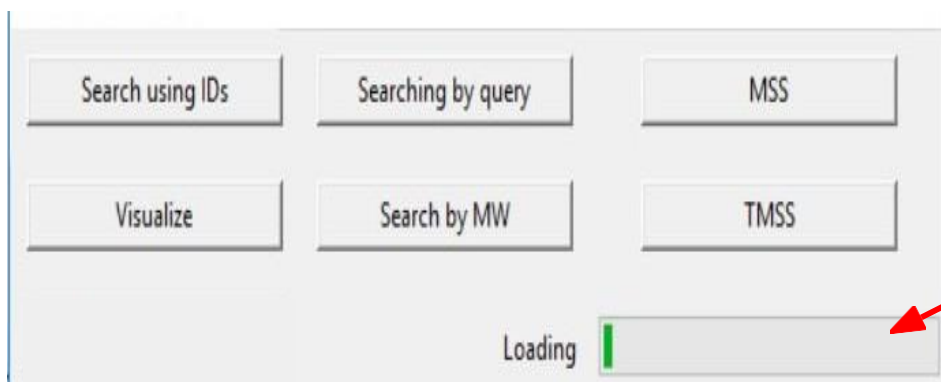 Search using IDs Searching by query MSS
Visualize Search by MW TMSS
Loading